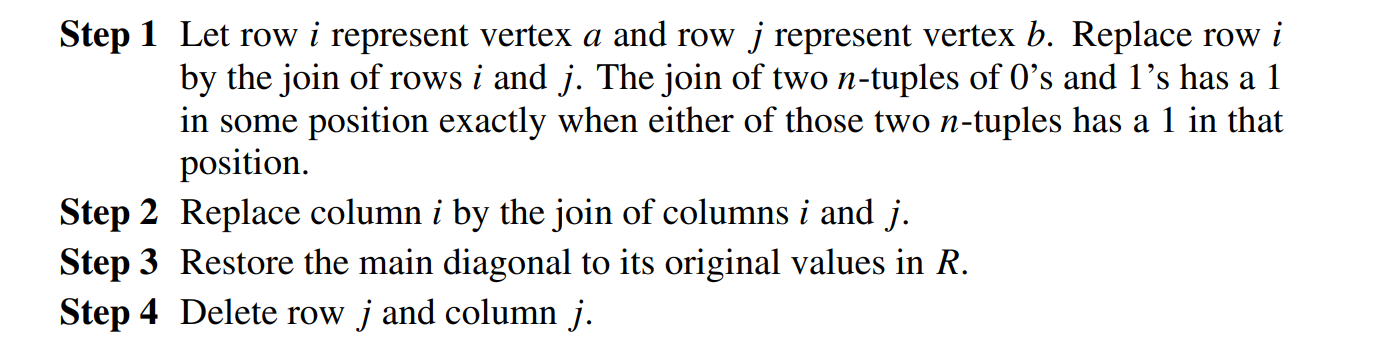 Step 1 Let row i represent vertex a and row j represent vertex b. Replace row i
by the join of rows i and j. The join of two n-tuples of 0’s and 1’s has a 1
in some position exactly when either of those two n-tuples has a 1 in that
position.
Step 2 Replace column i by the join of columns i and j.
Step 3 Restore the main diagonal to its original values in R.
Step 4 Delete row j and column j.